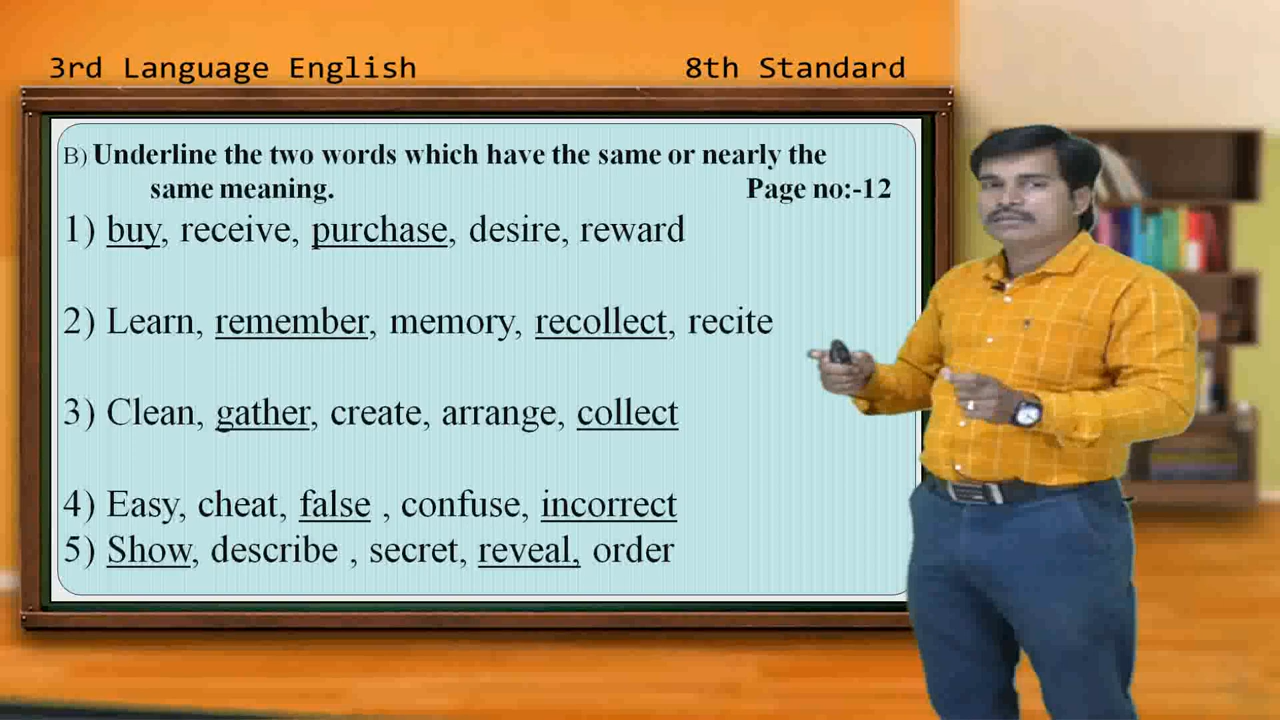 3rd Language English 8th Standard
B) Underline the two words which have the same or nearly the
same meaning. Page no:-12
1) buy, receive, purchase, desire, reward
2) Learn, remember, memory, recollect, recite
3) Clean, gather, create, arrange, collect
4) Easy, cheat, false , confuse, incorrect
5) Show, describe , secret, reveal, order